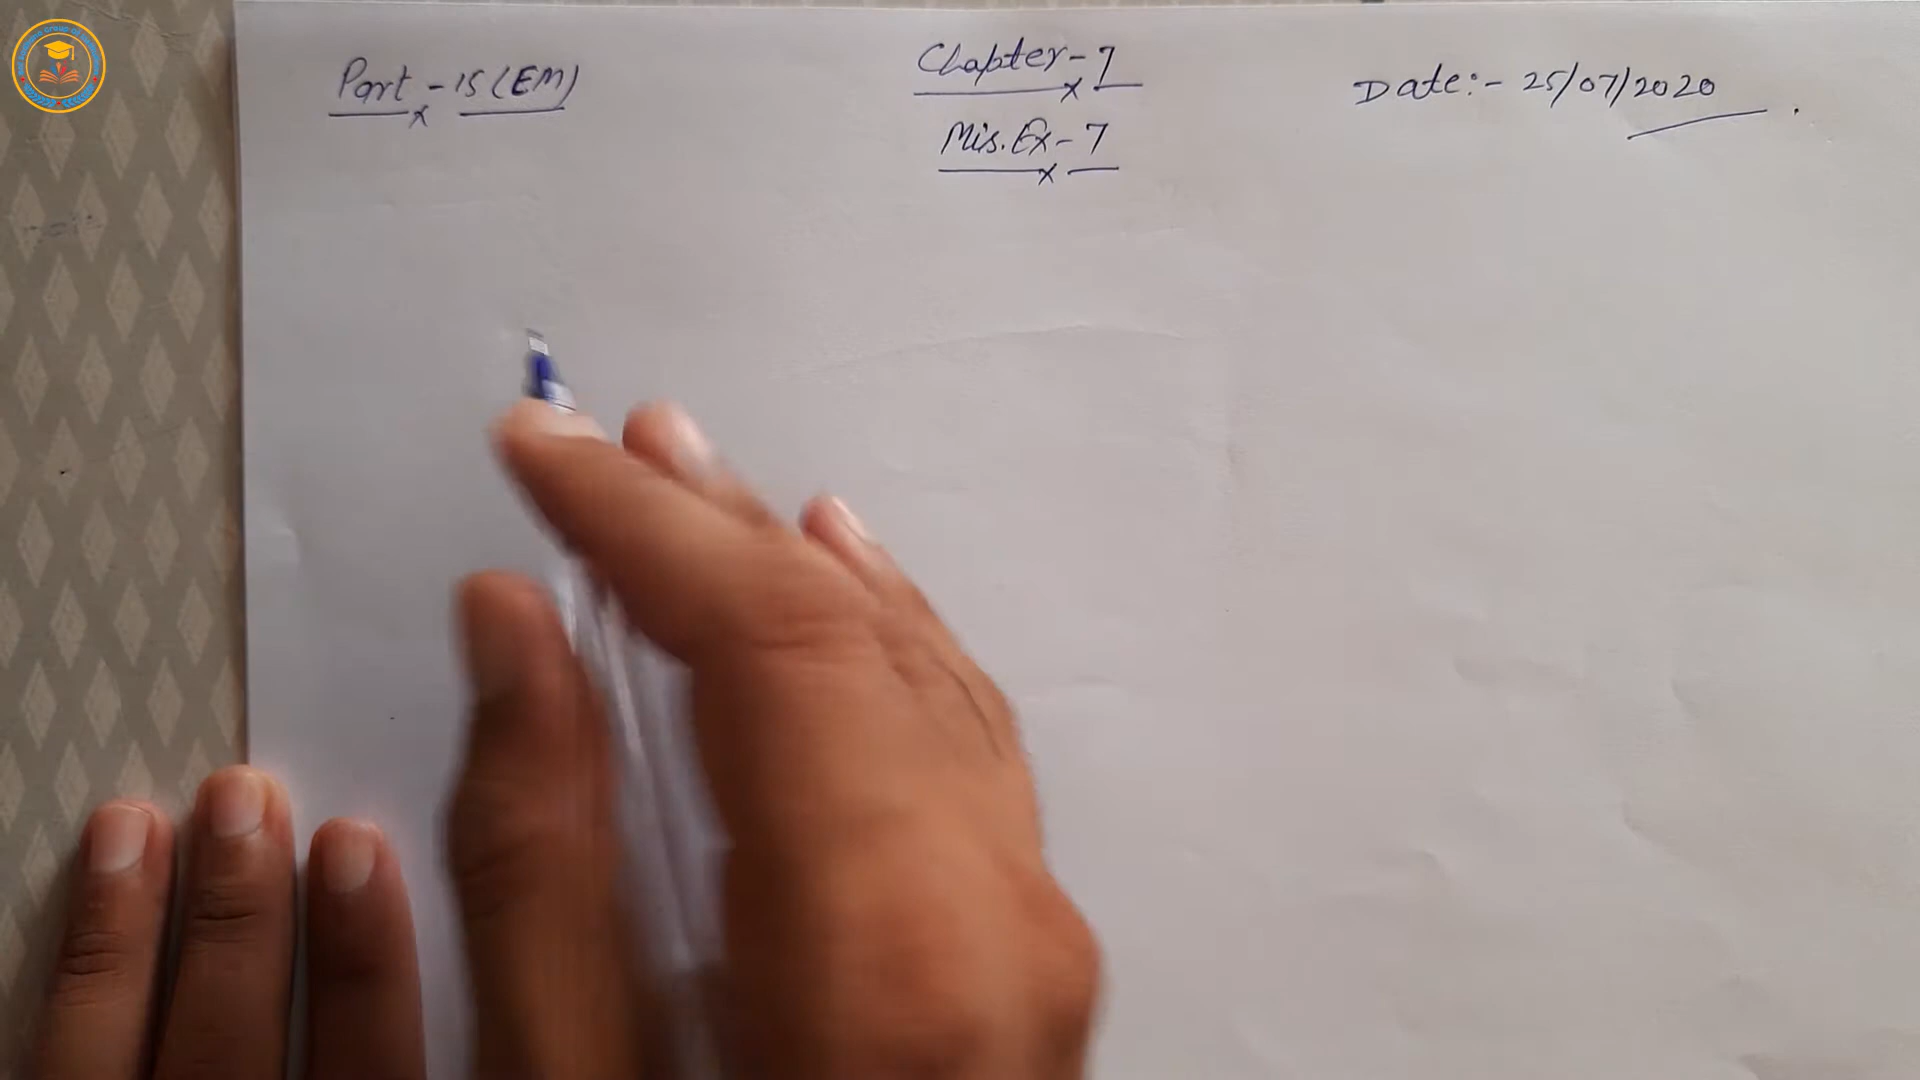 Part - 15 (EM)
Chapter - 7
Date:- 25/07/2020
Mis. Ex - 7